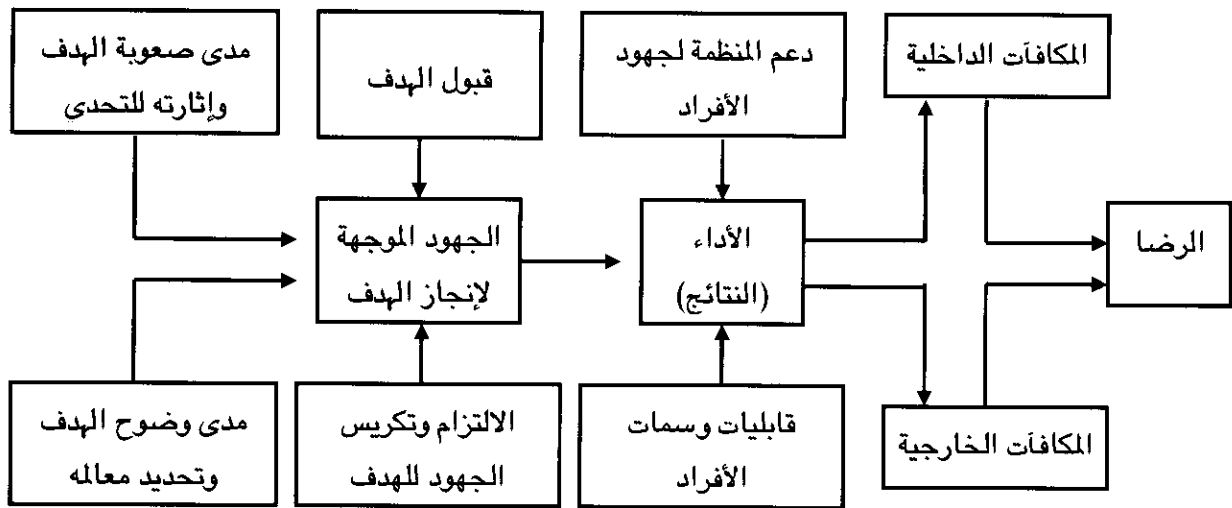 مدى صعوبة الهدف
وإثارته للتحدى
قبول الهدف
دعم المنظمة لجهود
الأفراد
المكافآت الداخلية
الجهود الموجهة
لإنجاز الهدف
الأداء
(النتائج)
الرضا
مدى وضوح الهدف
وتحديد معالمه
الالتزام وتكريس
الجهود للهدف
قابليات وسمات
الأفراد
المكافآت الخارجية